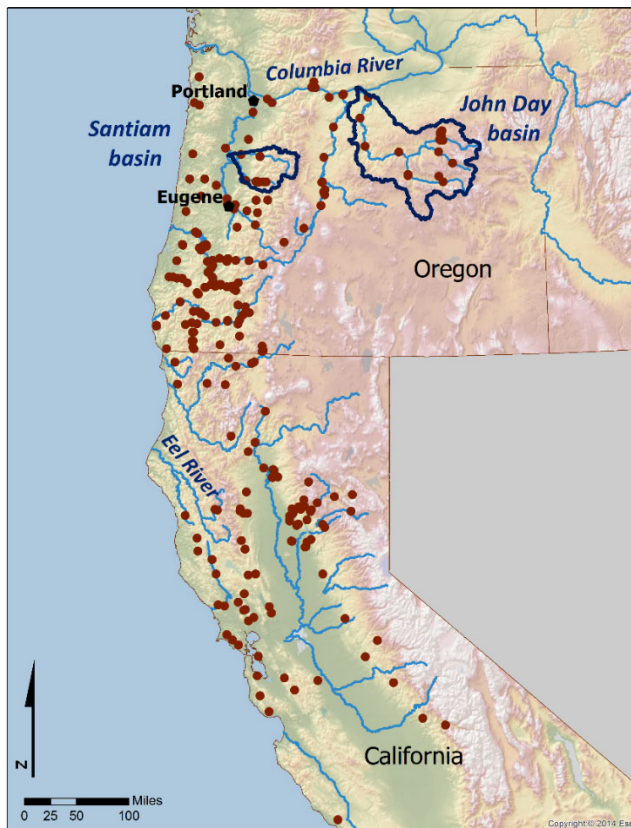 Columbia River
Portland
John Day
basin
Santiam
basin
Eugene
Oregon
Eel River
California
N
0 25 50 100 Miles
Copyright:© 2014 Esr